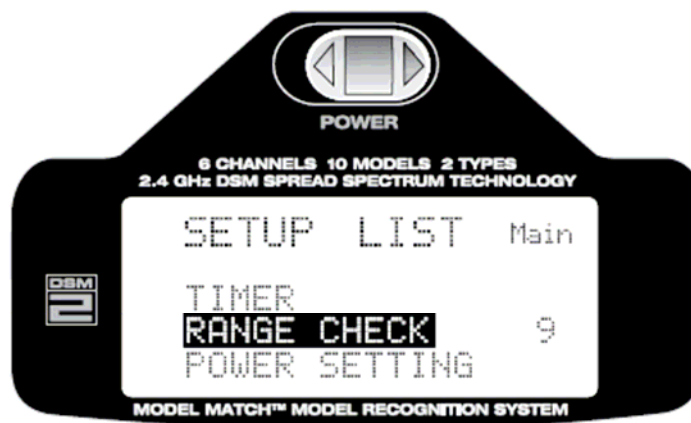 POWER
6 CHANNELS 10 MODELS 2 TYPES
2.4 GHz DSM SPREAD SPECTRUM TECHNOLOGY
SETUP LIST Main
DSM
2
TIMER
RANGE CHECK 9
POWER SETTING
MODEL MATCH™ MODEL RECOGNITION SYSTEM